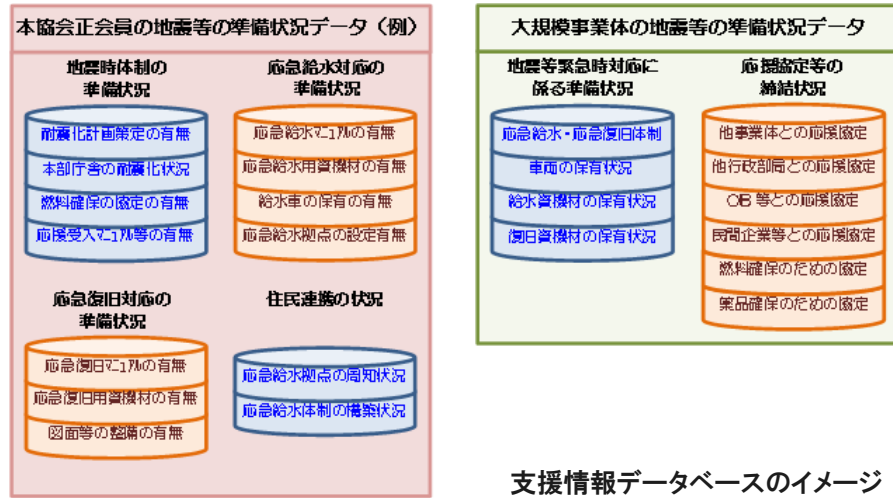 本協会正会員の地震等の準備状況データ（例）
地震時体制の
準備状況
耐震化計画策定の有無
本部庁舎の耐震化状況
燃料確保の協定の有無
応援受入マニュアル等の有無
応急給水対応の
準備状況
応急給水マニュアルの有無
応急給水用資機材の有無
給水車の保有の有無
応急給水拠点の設定有無
応急復旧対応の
準備状況
応急復旧マニュアルの有無
応急復旧用資機材の有無
図面等の整備の有無
住民連携の状況
応急給水拠点の周知状況
応急給水体制の構築状況
大規模事業体の地震等の準備状況データ
地震等緊急時対応に
係る準備状況
応急給水・応急復旧体制
車両の保有状況
給水資機材の保有状況
復旧資機材の保有状況
応援協定等の
締結状況
他事業体との応援協定
他行政部局との応援協定
OB 等との応援協定
民間企業等との応援協定
燃料確保のための協定
薬品確保のための協定
支援情報データベースのイメージ